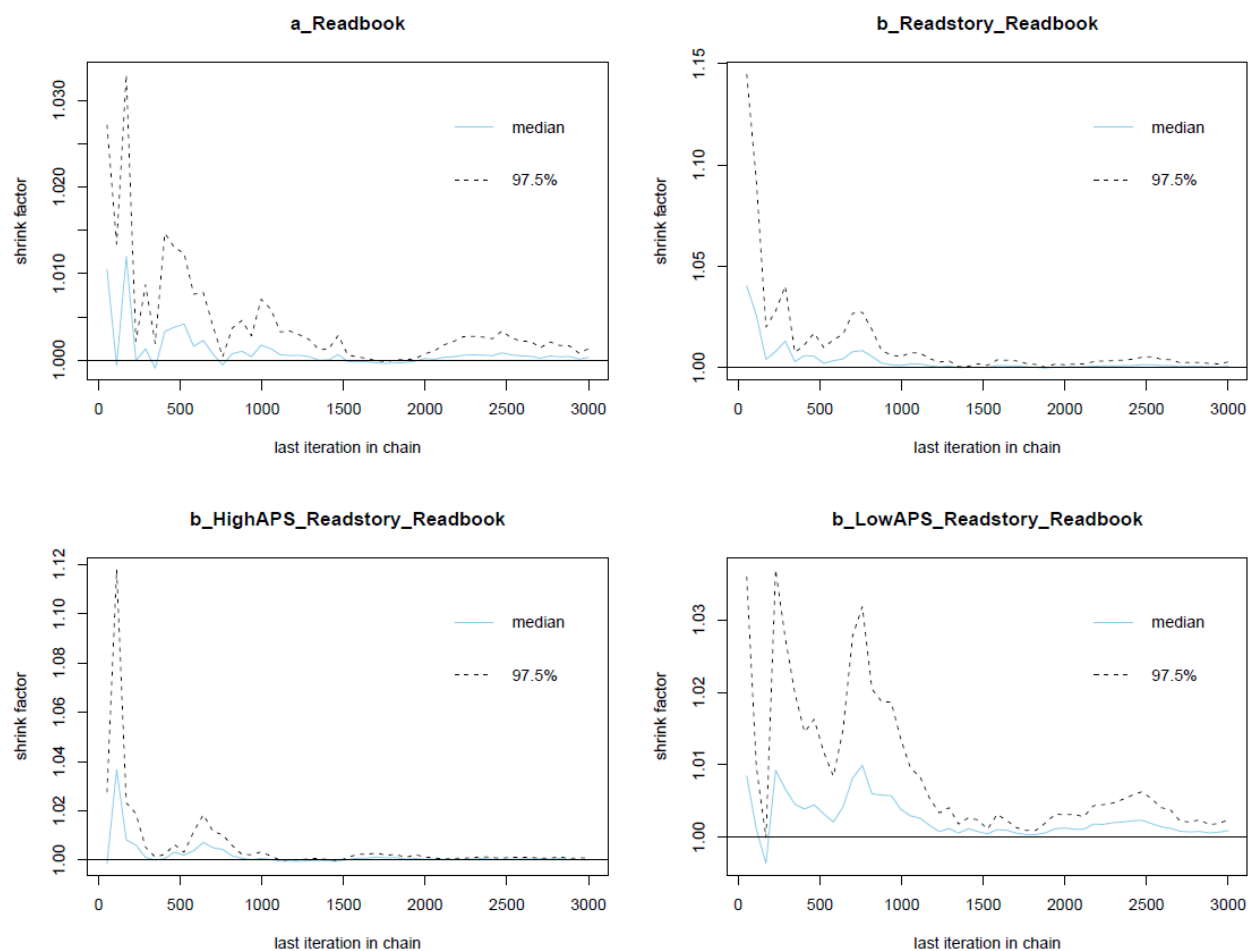 a_Readbook
shrink factor
1.000 1.010 1.020 1.030
median
97.5%
0 500 1000 1500 2000 2500 3000
last iteration in chain
b_Readstory_Readbook
shrink factor
1.00 1.05 1.10 1.15
median
97.5%
0 500 1000 1500 2000 2500 3000
last iteration in chain
b_HighAPS_Readstory_Readbook
shrink factor
1.00 1.02 1.04 1.06 1.08 1.10 1.12
median
97.5%
0 500 1000 1500 2000 2500 3000
last iteration in chain
b_LowAPS_Readstory_Readbook
shrink factor
1.00 1.01 1.02 1.03
median
97.5%
0 500 1000 1500 2000 2500 3000
last iteration in chain